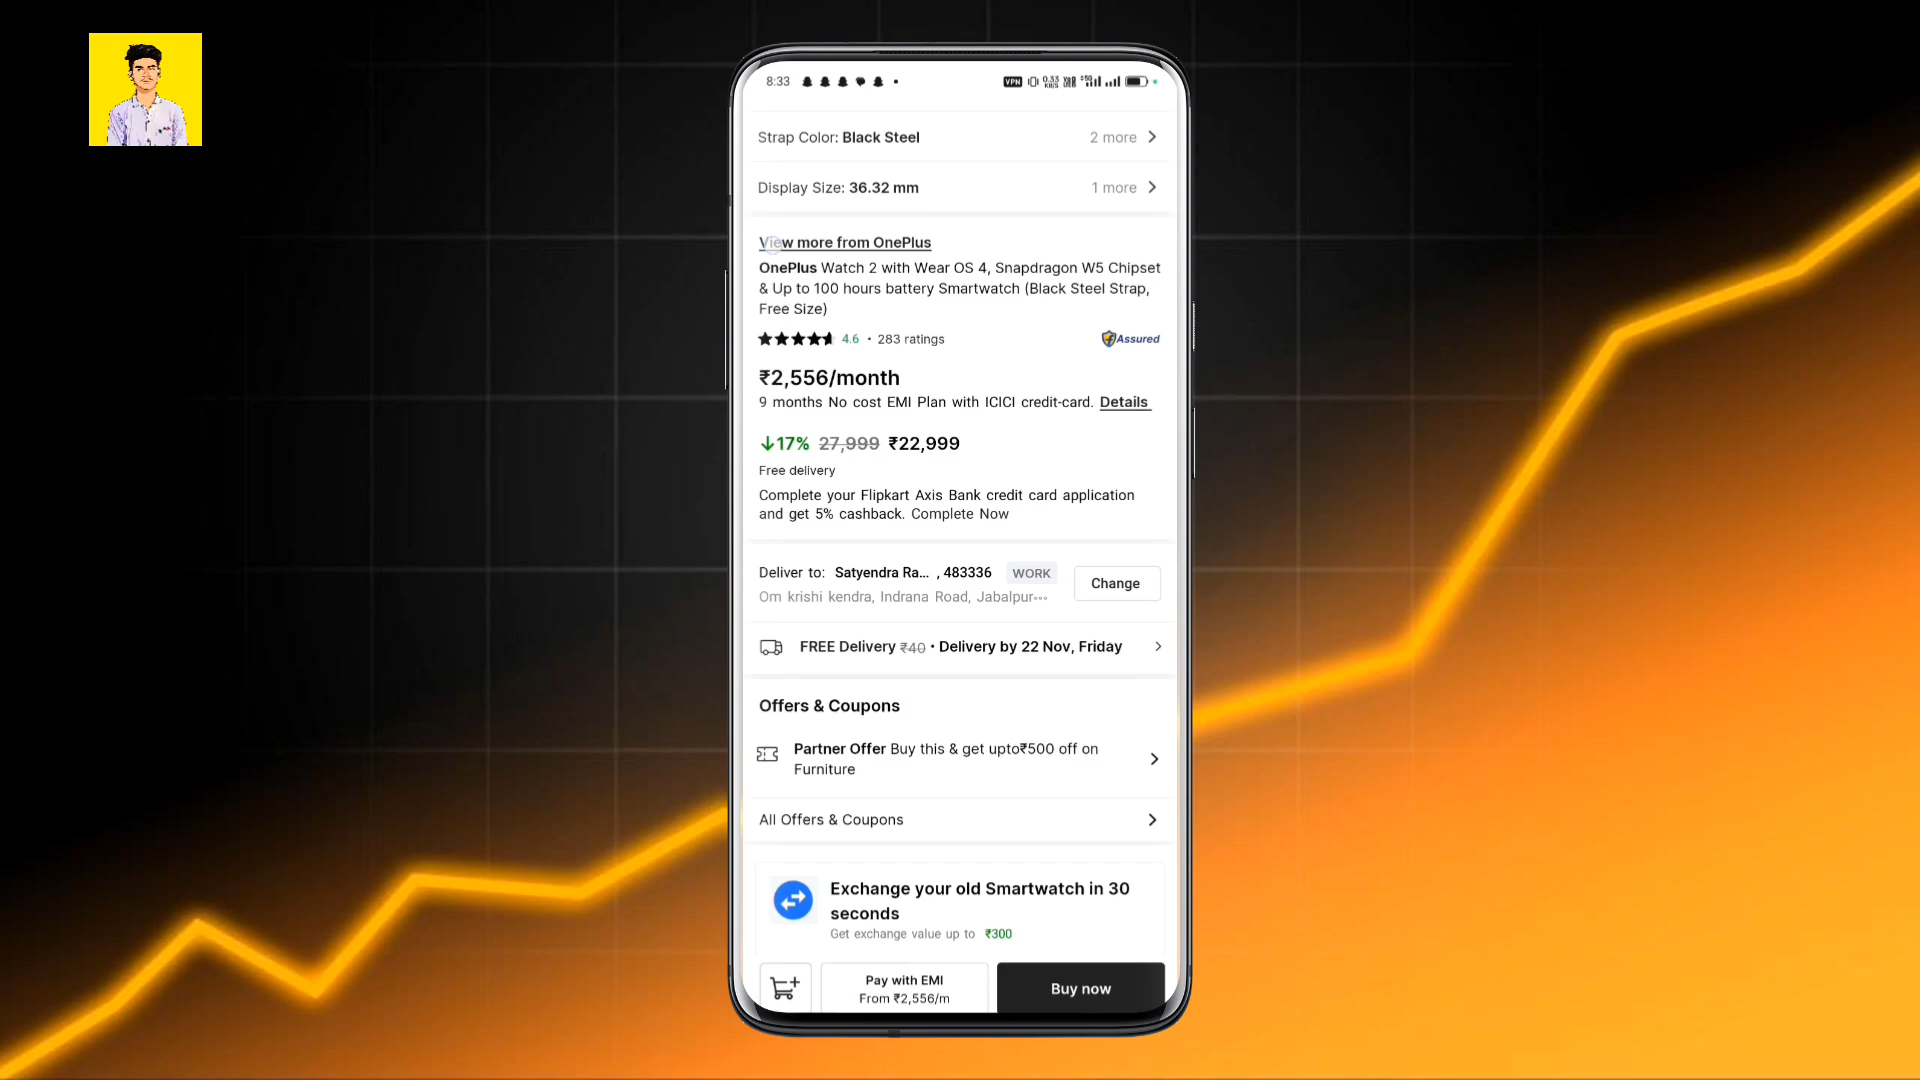 8:33
VPN 0.33 KB/S 5G
Strap Color: Black Steel 2 more
Display Size: 36.32 mm 1 more
View more from OnePlus
OnePlus Watch 2 with Wear OS 4, Snapdragon W5 Chipset
& Up to 100 hours battery Smartwatch (Black Steel Strap,
Free Size)
4.6 • 283 ratings Assured
₹2,556/month
9 months No cost EMI Plan with ICICI credit-card. Details
↓17% 27,999 ₹22,999
Free delivery
Complete your Flipkart Axis Bank credit card application
and get 5% cashback. Complete Now
Deliver to: Satyendra Ra... , 483336 WORK
Change
Om krishi kendra, Indrana Road, Jabalpur...
FREE Delivery ₹40 • Delivery by 22 Nov, Friday
Offers & Coupons
Partner Offer Buy this & get upto₹500 off on
Furniture
All Offers & Coupons
Exchange your old Smartwatch in 30
seconds
Get exchange value up to ₹300
Pay with EMI
From ₹2,556/m
Buy now